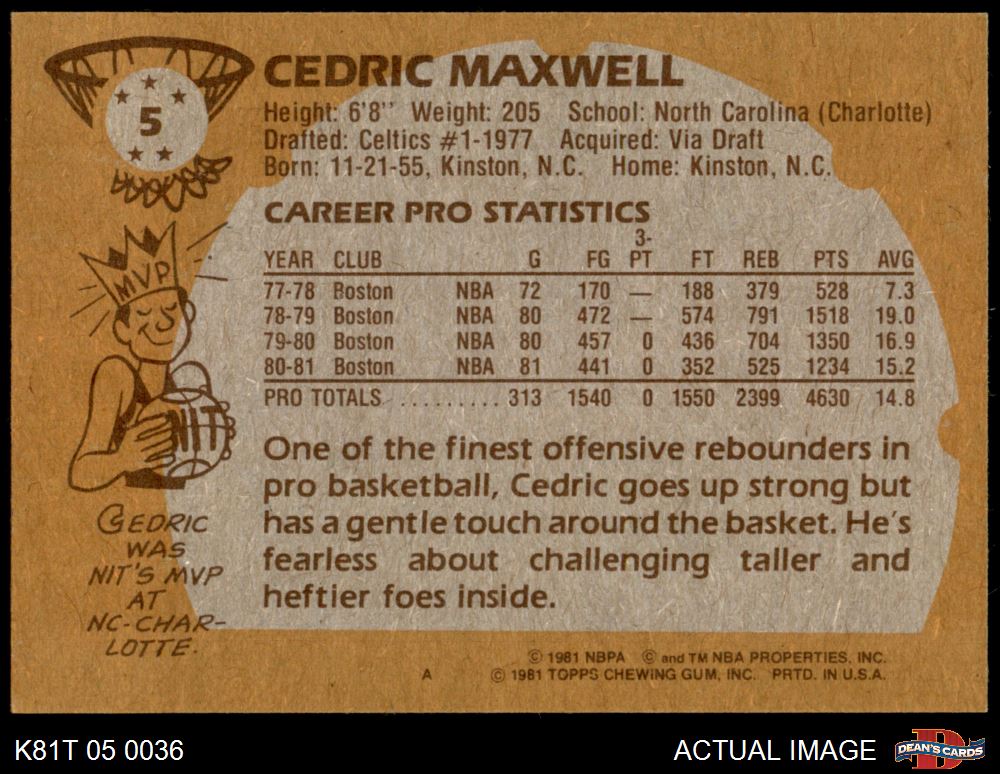 5
CEDRIC MAXWELL
Height: 6'8'' Weight: 205 School: North Carolina (Charlotte)
Drafted: Celtics #1-1977 Acquired: Via Draft
Born: 11-21-55, Kinston, N.C. Home: Kinston, N.C.
CAREER PRO STATISTICS
YEAR CLUB G FG 3-PT FT REB PTS AVG
77-78 Boston NBA 72 170 — 188 379 528 7.3
78-79 Boston NBA 80 472 — 574 791 1518 19.0
79-80 Boston NBA 80 457 0 436 704 1350 16.9
80-81 Boston NBA 81 441 0 352 525 1234 15.2
PRO TOTALS .......... 313 1540 0 1550 2399 4630 14.8
One of the finest offensive rebounders in
pro basketball, Cedric goes up strong but
has a gentle touch around the basket. He's
fearless about challenging taller and
heftier foes inside.
MVP
NIT
CEDRIC
WAS
NIT'S MVP
AT
NC-CHAR-
LOTTE.
© 1981 NBPA © and TM NBA PROPERTIES, INC.
A © 1981 TOPPS CHEWING GUM, INC. PRTD. IN U.S.A.
K81T 05 0036 ACTUAL IMAGE D DEAN'S CARDS